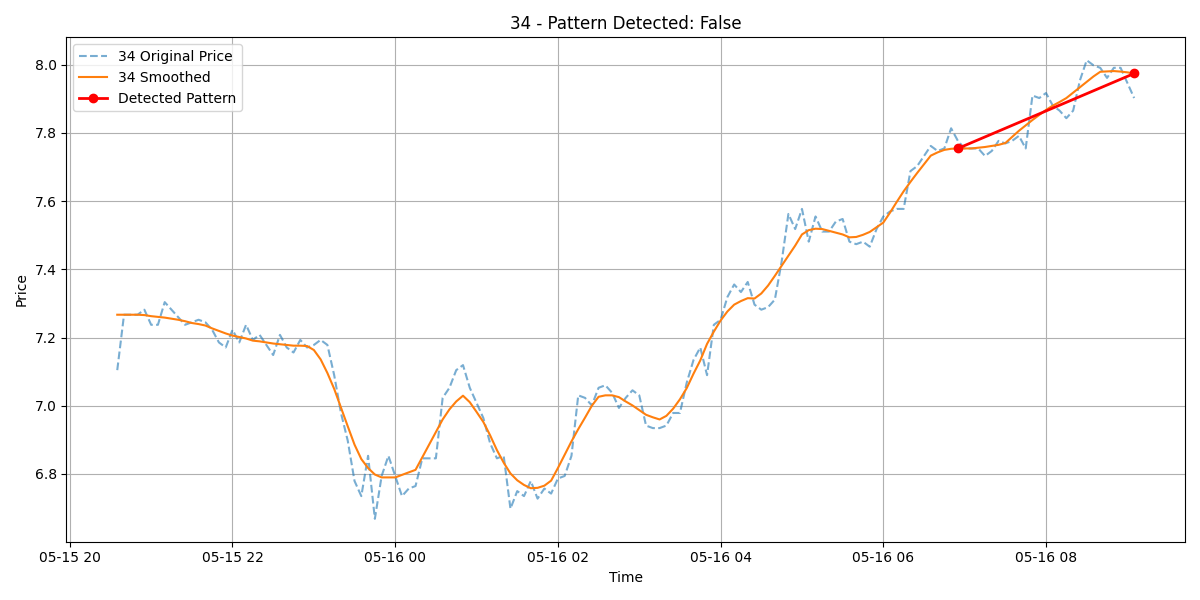 34 - Pattern Detected: False
34 Original Price
34 Smoothed
Detected Pattern
Price
8.0
7.8
7.6
7.4
7.2
7.0
6.8
05-15 20
05-15 22
05-16 00
05-16 02
05-16 04
05-16 06
05-16 08
Time